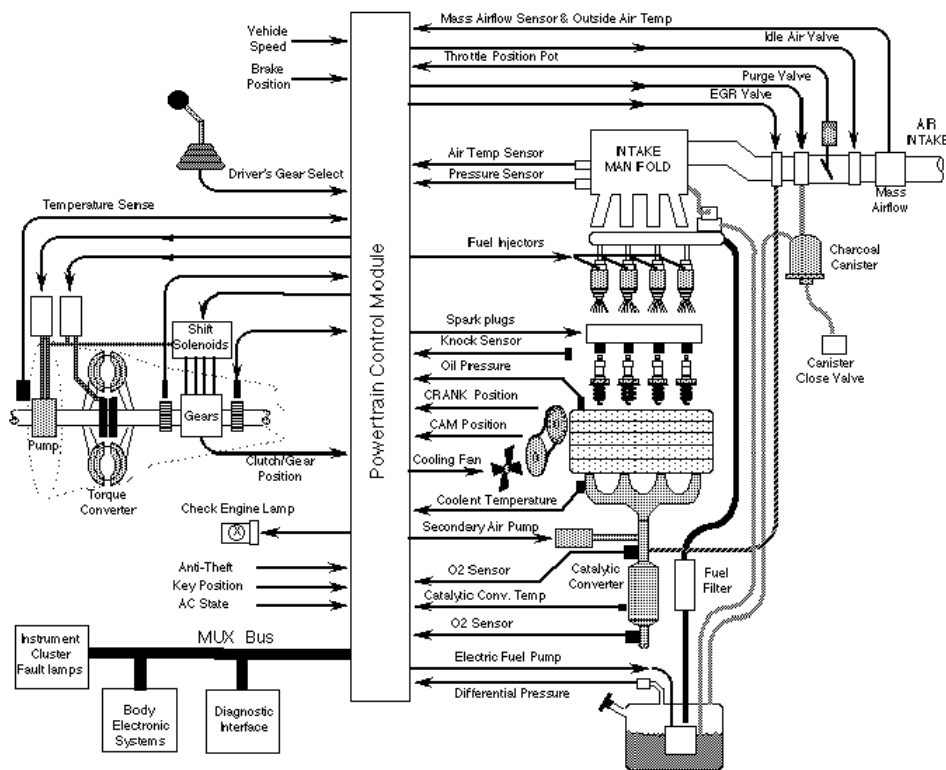 Mass Airflow Sensor & Outside Air Temp
Vehicle
Speed
Idle Air Valve
Throttle Position Pot
Brake
Position
Purge Valve
EGR Valve
AIR
INTAKE
INTAKE
MANIFOLD
Air Temp Sensor
Pressure Sensor
Driver's Gear Select
Mass
Airflow
Temperature Sense
Fuel Injectors
Charcoal
Canister
Powertrain Control Module
Shift
Solenoids
Spark plugs
Knock Sensor
Oil Pressure
Canister
Close Valve
CRANK Position
Gears
CAM Position
Pump
Clutch/Gear
Position
Cooling Fan
Torque
Converter
Coolent Temperature
Check Engine Lamp
Secondary Air Pump
Catalytic
Converter
Fuel
Filter
Anti-Theft
O2 Sensor
Key Position
Catalytic Conv. Temp
AC State
O2 Sensor
MUX Bus
Instrument
Cluster
Fault lamps
Electric Fuel Pump
Differential Pressure
Body
Electronic
Systems
Diagnostic
Interface